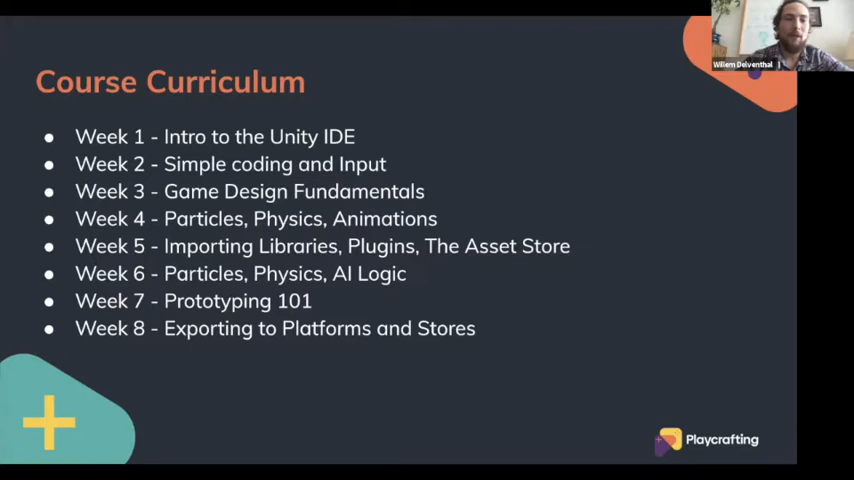 Willem Delventhal
Course Curriculum
Week 1 - Intro to the Unity IDE
Week 2 - Simple coding and Input
Week 3 - Game Design Fundamentals
Week 4 - Particles, Physics, Animations
Week 5 - Importing Libraries, Plugins, The Asset Store
Week 6 - Particles, Physics, AI Logic
Week 7 - Prototyping 101
Week 8 - Exporting to Platforms and Stores
Playcrafting